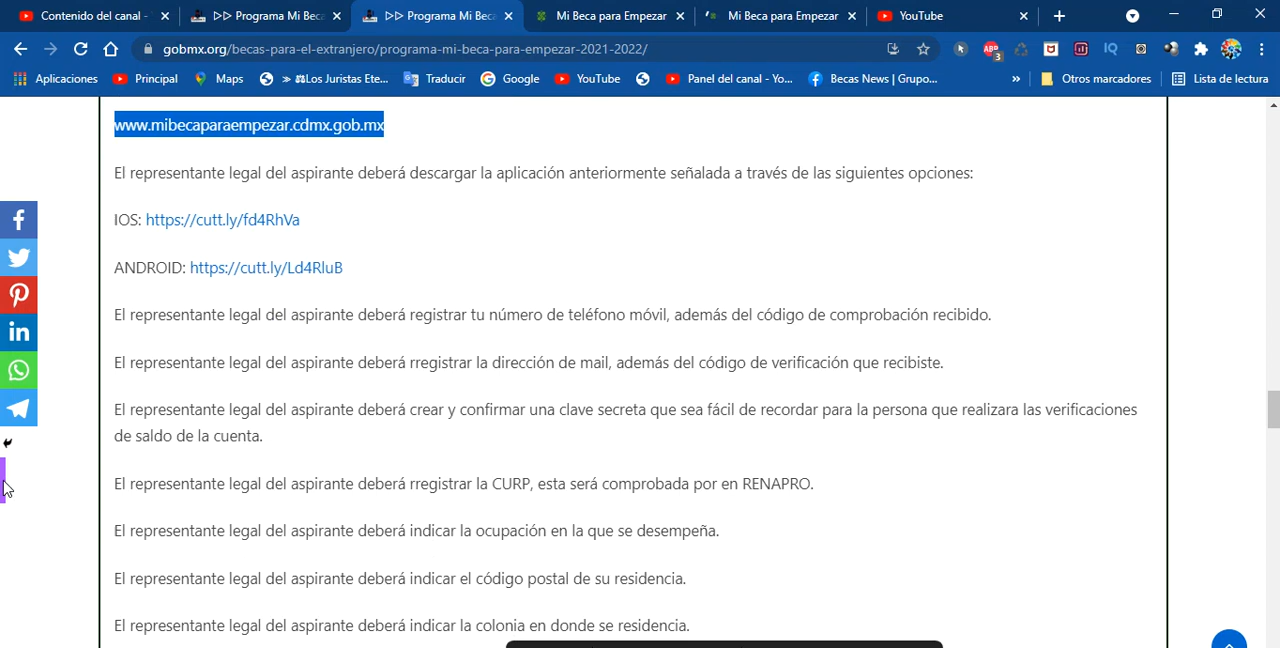 Contenido del canal -
▷▷ Programa Mi Beca
▷▷ Programa Mi Beca
Mi Beca para Empezar
Mi Beca para Empezar
YouTube
gobmx.org/becas-para-el-extranjero/programa-mi-beca-para-empezar-2021-2022/
ABP
3
IQ
Aplicaciones
Principal
Maps
» ⚖Los Juristas Ete...
Traducir
Google
YouTube
Panel del canal - Yo...
Becas News | Grupo...
»
Otros marcadores
Lista de lectura
www.mibecaparaempezar.cdmx.gob.mx
El representante legal del aspirante deberá descargar la aplicación anteriormente señalada a través de las siguientes opciones:
IOS: https://cutt.ly/fd4RhVa
ANDROID: https://cutt.ly/Ld4RluB
El representante legal del aspirante deberá registrar tu número de teléfono móvil, además del código de comprobación recibido.
El representante legal del aspirante deberá rregistrar la dirección de mail, además del código de verificación que recibiste.
El representante legal del aspirante deberá crear y confirmar una clave secreta que sea fácil de recordar para la persona que realizara las verificaciones
de saldo de la cuenta.
El representante legal del aspirante deberá rregistrar la CURP, esta será comprobada por en RENAPRO.
El representante legal del aspirante deberá indicar la ocupación en la que se desempeña.
El representante legal del aspirante deberá indicar el código postal de su residencia.
El representante legal del aspirante deberá indicar la colonia en donde se residencia.